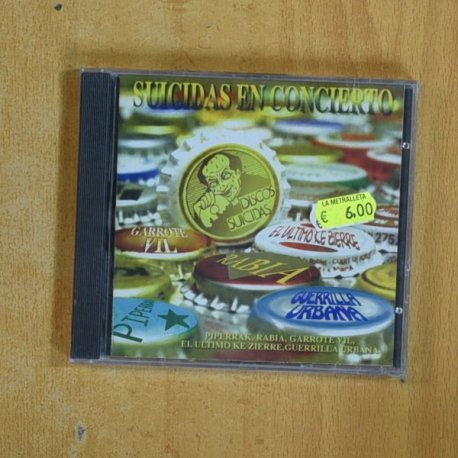 SUICIDAS EN CONCIERTO
DISCOS
SUICIDAS
LA METRALLETA
€ 6,00
GARROTE
VIL
EL ULTIMO KE ZIERRE
RABIA
GUERRILLA
URBANA
PIPERRAK
PIPERRAK, RABIA, GARROTE VIL,
EL ULTIMO KE ZIERRE, GUERRILLA URBANA